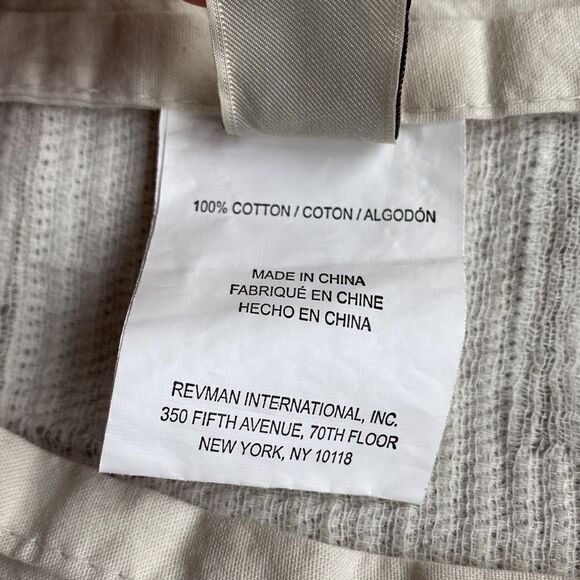 100% COTTON / COTON / ALGODÓN
MADE IN CHINA
FABRIQUÉ EN CHINE
HECHO EN CHINA
REVMAN INTERNATIONAL, INC.
350 FIFTH AVENUE, 70TH FLOOR
NEW YORK, NY 10118